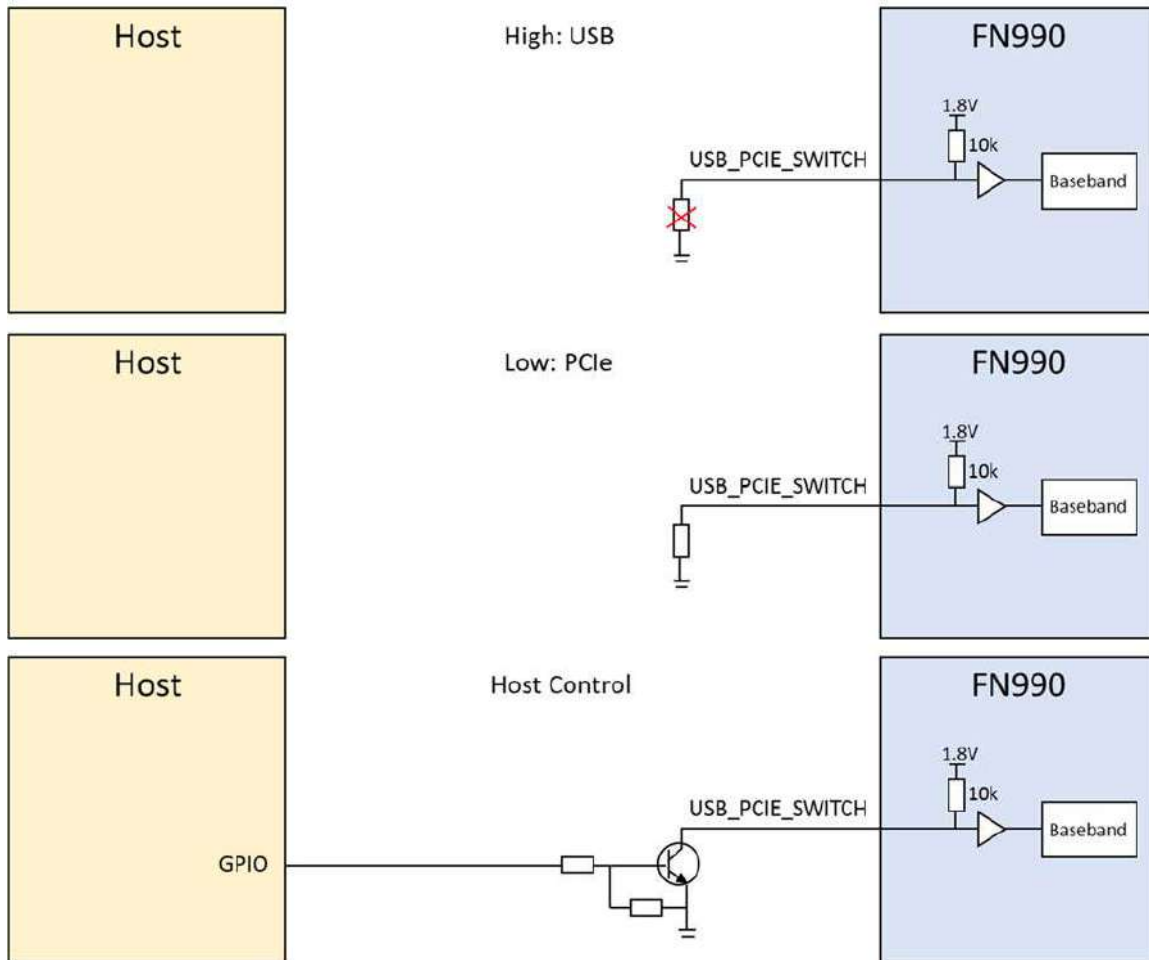 Host
High: USB
FN990
1.8V
10k
USB_PCIE_SWITCH
Baseband
Host
Low: PCIe
FN990
1.8V
10k
USB_PCIE_SWITCH
Baseband
Host
Host Control
FN990
1.8V
10k
USB_PCIE_SWITCH
Baseband
GPIO